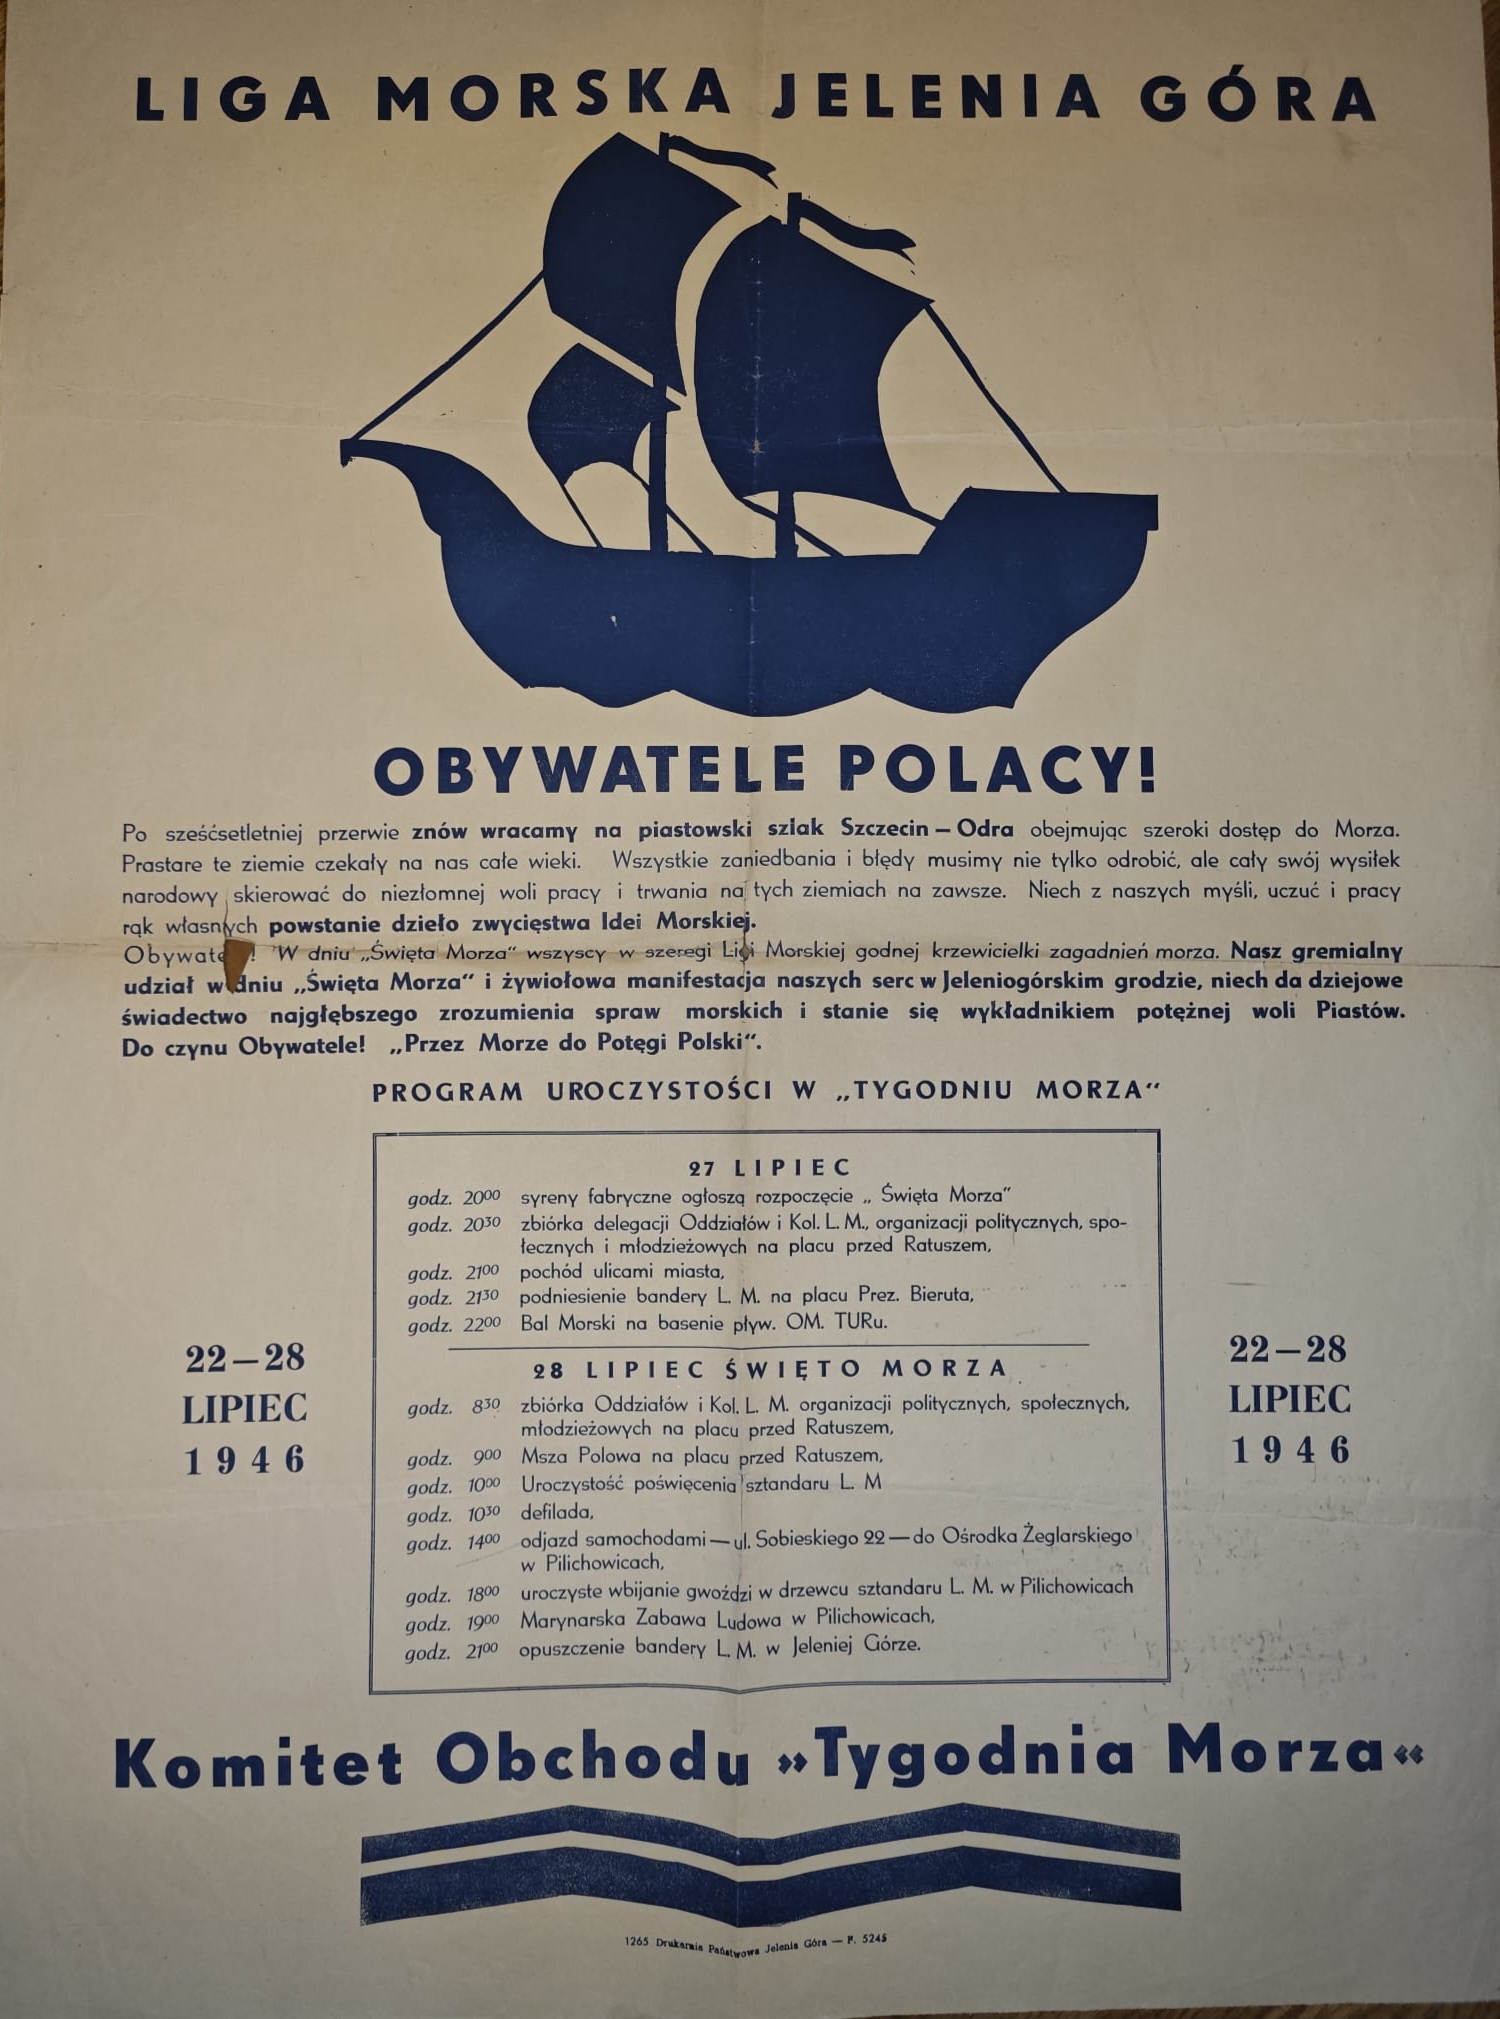 LIGA MORSKA JELENIA GÓRA
OBYWATELE POLACY!
Po sześćsetletniej przerwie znów wracamy na piastowski szlak Szczecin – Odra obejmując szeroki dostęp do Morza.
Prastare te ziemie czekały na nas całe wieki. Wszystkie zaniedbania i błędy musimy nie tylko odrobić, ale cały swój wysiłek
narodowy skierować do niezłomnej woli pracy i trwania na tych ziemiach na zawsze. Niech z naszych myśli, uczuć i pracy
rąk własnych powstanie dzieło zwycięstwa Idei Morskiej.
! W dniu „Święta Morza“ wszyscy w szeregi Ligi Morskiej godnej krzewicielki zagadnień morza. Nasz gremialny
udział w dniu „Święta Morza“ i żywiołowa manifestacja naszych serc w Jeleniogórskim grodzie, niech da dziejowe
świadectwo najgłębszego zrozumienia spraw morskich i stanie się wykładnikiem potężnej woli Piastów.
Do czynu Obywatele! „Przez Morze do Potęgi Polski“.
PROGRAM UROCZYSTOŚCI W „TYGODNIU MORZA“
27 LIPIEC
godz. 20⁰⁰ syreny fabryczne ogłoszą rozpoczęcie „ Święta Morza“
godz. 20³⁰ zbiórka delegacji Oddziałów i Kol. L. M., organizacji politycznych, spo-
łecznych i młodzieżowych na placu przed Ratuszem,
godz. 21⁰⁰ pochód ulicami miasta,
godz. 21³⁰ podniesienie bandery L. M. na placu Prez. Bieruta,
godz. 22⁰⁰ Bal Morski na basenie pływ. OM. TURu.
28 LIPIEC ŚWIĘTO MORZA
godz. 8³⁰ zbiórka Oddziałów i Kol. L. M. organizacji politycznych, społecznych,
młodzieżowych na placu przed Ratuszem,
godz. 9⁰⁰ Msza Polowa na placu przed Ratuszem,
godz. 10⁰⁰ Uroczystość poświęcenia sztandaru L. M
godz. 10³⁰ defilada,
godz. 14⁰⁰ odjazd samochodami — ul. Sobieskiego 22 — do Ośrodka Żeglarskiego
w Pilichowicach,
godz. 18⁰⁰ uroczyste wbijanie gwoździ w drzewcu sztandaru L. M. w Pilichowicach
godz. 19⁰⁰ Marynarska Zabawa Ludowa w Pilichowicach,
godz. 21⁰⁰ opuszczenie bandery L. M. w Jeleniej Górze.
22—28
LIPIEC
1946
22—28
LIPIEC
1946
Komitet Obchodu »Tygodnia Morza«
1265 Drukarnia Państwowa Jelenia Góra — F. 5245